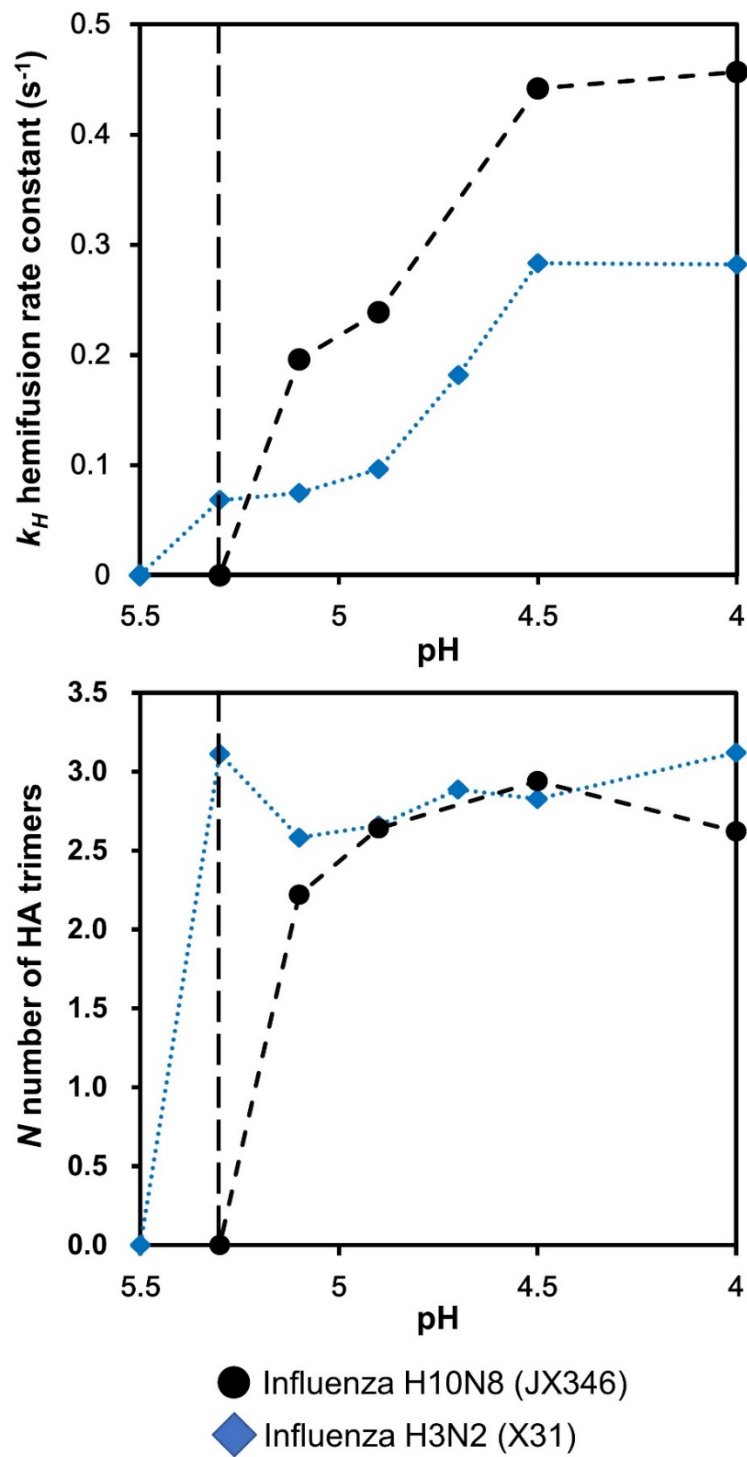 0.5
0.4
0.3
0.2
0.1
0
k_H hemifusion rate constant (s⁻¹)
5.5 5 4.5 4
pH
3.5
3.0
2.5
2.0
1.5
1.0
0.5
0.0
N number of HA trimers
5.5 5 4.5 4
pH
Influenza H10N8 (JX346)
Influenza H3N2 (X31)